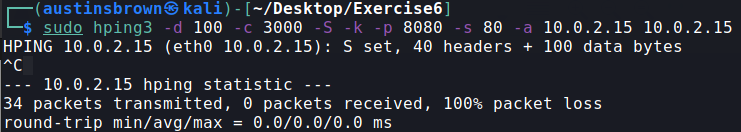 ┌──(austinsbrown㉿kali)-[~/Desktop/Exercise6]
└─$ sudo hping3 -d 100 -c 3000 -S -k -p 8080 -s 80 -a 10.0.2.15 10.0.2.15
HPING 10.0.2.15 (eth0 10.0.2.15): S set, 40 headers + 100 data bytes
^C
--- 10.0.2.15 hping statistic ---
34 packets transmitted, 0 packets received, 100% packet loss
round-trip min/avg/max = 0.0/0.0/0.0 ms